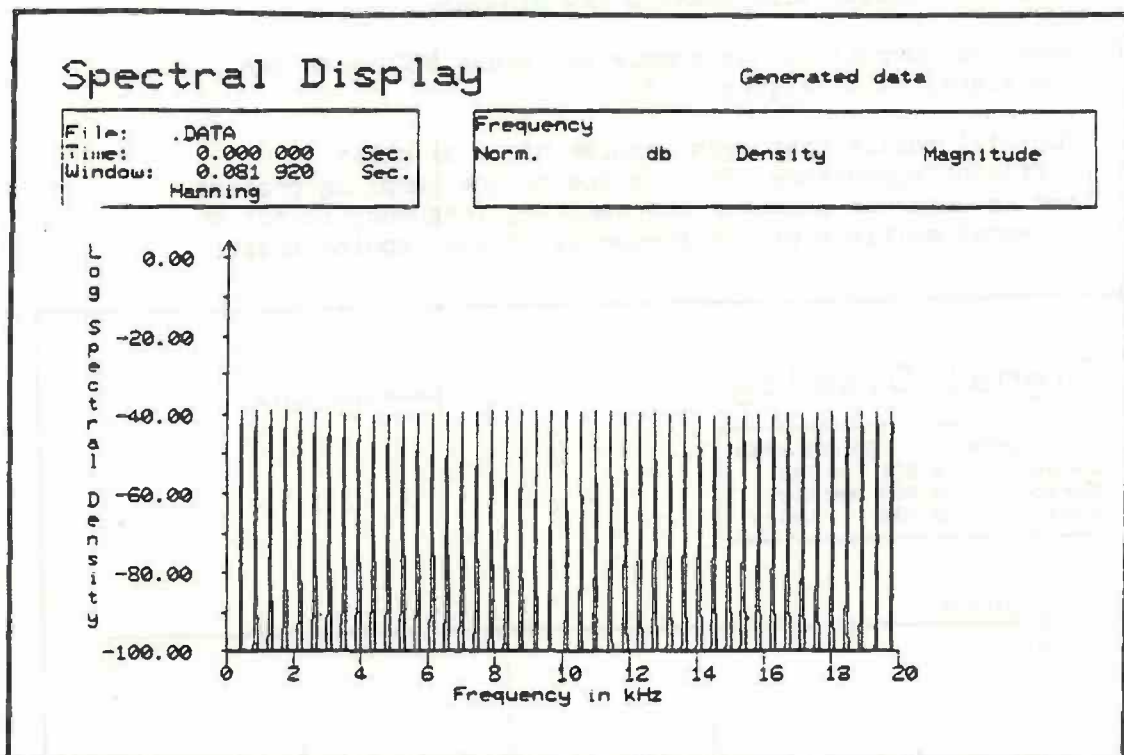 Spectral Display
Generated data
File: .DATA
Time: 0.000 000 Sec.
Window: 0.081 920 Sec.
Hanning
Frequency
Norm. db Density Magnitude
Log Spectral Density
0.00
-20.00
-40.00
-60.00
-80.00
-100.00
0 2 4 6 8 10 12 14 16 18 20
Frequency in kHz